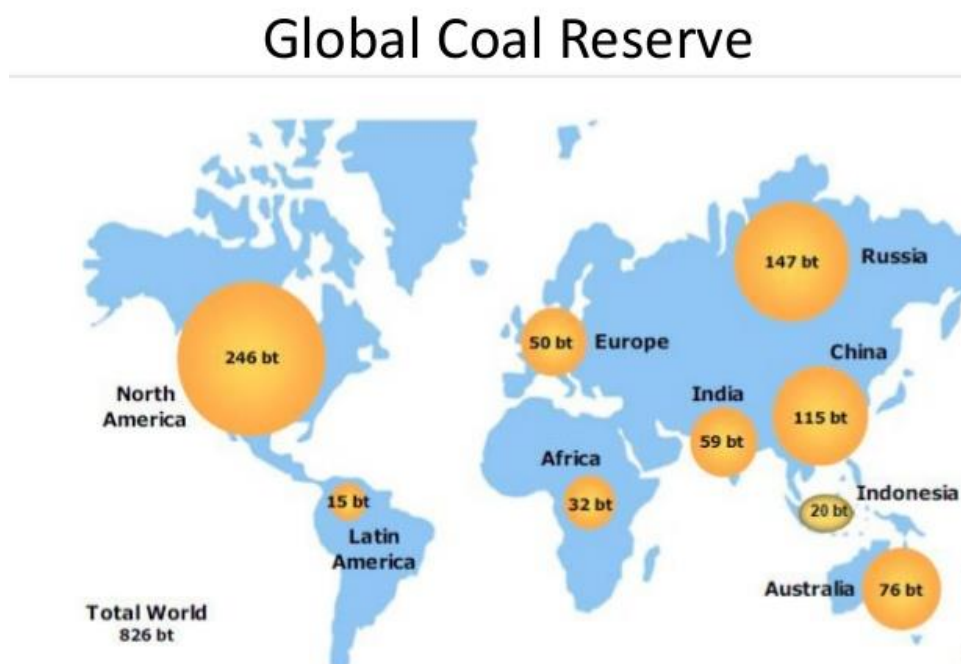 Global Coal Reserve
147 bt
Russia
246 bt
50 bt
Europe
China
North
America
India
115 bt
59 bt
Africa
15 bt
32 bt
Indonesia
20 bt
Latin
America
Australia
76 bt
Total World
826 bt